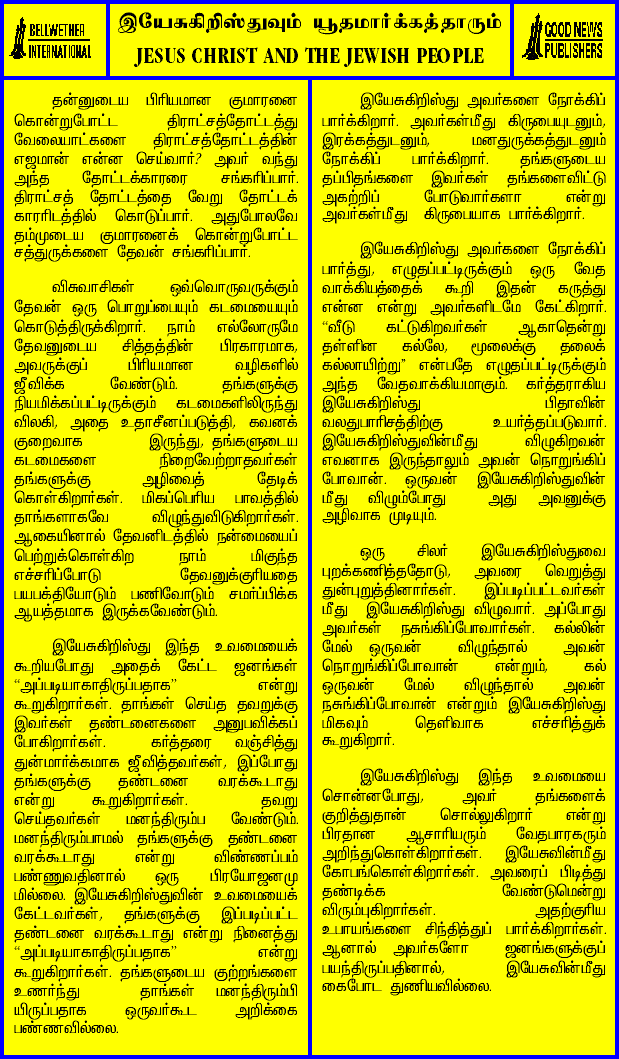 BELLWETHER
INTERNATIONAL
இயேசுகிறிஸ்துவும் யூதமார்க்கத்தாரும்
JESUS CHRIST AND THE JEWISH PEOPLE
GOOD NEWS
PUBLISHERS
தன்னுடைய பிரியமான குமாரனை
கொன்றுபோட்ட திராட்சத்தோட்டத்து
வேலையாட்களை திராட்சத்தோட்டத்தின்
எஜமான் என்ன செய்வார்? அவர் வந்து
அந்த தோட்டக்காரரை சங்கரிப்பார்.
திராட்சத் தோட்டத்தை வேறு தோட்டக்
காரரிடத்தில் கொடுப்பார். அதுபோலவே
தம்முடைய குமாரனைக் கொன்றுபோட்ட
சத்துருக்களை தேவன் சங்கரிப்பார்.
விசுவாசிகள் ஒவ்வொருவருக்கும்
தேவன் ஒரு பொறுப்பையும் கடமையையும்
கொடுத்திருக்கிறார். நாம் எல்லோருமே
தேவனுடைய சித்தத்தின் பிரகாரமாக,
அவருக்குப் பிரியமான வழிகளில்
ஜீவிக்க வேண்டும். தங்களுக்கு
நியமிக்கப்பட்டிருக்கும் கடமைகளிலிருந்து
விலகி, அதை உதாசீனப்படுத்தி, கவனக்
குறைவாக இருந்து, தங்களுடைய
கடமைகளை நிறைவேற்றாதவர்கள்
தங்களுக்கு அழிவைத் தேடிக்
கொள்கிறார்கள். மிகப்பெரிய பாவத்தில்
தாங்களாகவே விழுந்துவிடுகிறார்கள்.
ஆகையினால் தேவனிடத்தில் நன்மையைப்
பெற்றுக்கொள்கிற நாம் மிகுந்த
எச்சரிப்போடு தேவனுக்குரியதை
பயபக்தியோடும் பணிவோடும் சமர்ப்பிக்க
ஆயத்தமாக இருக்கவேண்டும்.
இயேசுகிறிஸ்து இந்த உவமையைக்
கூறியபோது அதைக் கேட்ட ஜனங்கள்
“அப்படியாகாதிருப்பதாக” என்று
கூறுகிறார்கள். தாங்கள் செய்த தவறுக்கு
இவர்கள் தண்டனைகளை அனுபவிக்கப்
போகிறார்கள். கர்த்தரை வஞ்சித்து
துன்மார்க்கமாக ஜீவித்தவர்கள், இப்போது
தங்களுக்கு தண்டனை வரக்கூடாது
என்று கூறுகிறார்கள். தவறு
செய்தவர்கள் மனந்திரும்ப வேண்டும்.
மனந்திரும்பாமல் தங்களுக்கு தண்டனை
வரக்கூடாது என்று விண்ணப்பம்
பண்ணுவதினால் ஒரு பிரயோஜனமு
மில்லை. இயேசுகிறிஸ்துவின் உவமையைக்
கேட்டவர்கள், தங்களுக்கு இப்படிப்பட்ட
தண்டனை வரக்கூடாது என்று நினைத்து
“அப்படியாகாதிருப்பதாக” என்று
கூறுகிறார்கள். தங்களுடைய குற்றங்களை
உணர்ந்து தாங்கள் மனந்திரும்பி
யிருப்பதாக ஒருவர்கூட அறிக்கை
பண்ணவில்லை.
இயேசுகிறிஸ்து அவர்களை நோக்கிப்
பார்க்கிறார். அவர்கள்மீது கிருபையுடனும்,
இரக்கத்துடனும், மனதுருக்கத்துடனும்
நோக்கிப் பார்க்கிறார். தங்களுடைய
தப்பிதங்களை இவர்கள் தங்களைவிட்டு
அகற்றிப் போடுவார்களா என்று
அவர்கள்மீது கிருபையாக பார்க்கிறார்.
இயேசுகிறிஸ்து அவர்களை நோக்கிப்
பார்த்து, எழுதப்பட்டிருக்கும் ஒரு வேத
வாக்கியத்தைக் கூறி இதன் கருத்து
என்ன என்று அவர்களிடமே கேட்கிறார்.
“வீடு கட்டுகிறவர்கள் ஆகாதென்று
தள்ளின கல்லே, மூலைக்கு தலைக்
கல்லாயிற்று” என்பதே எழுதப்பட்டிருக்கும்
அந்த வேதவாக்கியமாகும். கர்த்தராகிய
இயேசுகிறிஸ்து பிதாவின்
வலதுபாரிசத்திற்கு உயர்த்தப்படுவார்.
இயேசுகிறிஸ்துவின்மீது விழுகிறவன்
எவனாக இருந்தாலும் அவன் நொறுங்கிப்
போவான். ஒருவன் இயேசுகிறிஸ்துவின்
மீது விழும்போது அது அவனுக்கு
அழிவாக முடியும்.
ஒரு சிலர் இயேசுகிறிஸ்துவை
புறக்கணித்ததோடு, அவரை வெறுத்து
துன்புறுத்தினார்கள். இப்படிப்பட்டவர்கள்
மீது இயேசுகிறிஸ்து விழுவார். அப்போது
அவர்கள் நசுங்கிப்போவார்கள். கல்லின்
மேல் ஒருவன் விழுந்தால் அவன்
நொறுங்கிப்போவான் என்றும், கல்
ஒருவன் மேல் விழுந்தால் அவன்
நசுங்கிப்போவான் என்றும் இயேசுகிறிஸ்து
மிகவும் தெளிவாக எச்சரித்துக்
கூறுகிறார்.
இயேசுகிறிஸ்து இந்த உவமையை
சொன்னபோது, அவர் தங்களைக்
குறித்துதான் சொல்லுகிறார் என்று
பிரதான ஆசாரியரும் வேதபாரகரும்
அறிந்துகொள்கிறார்கள். இயேசுவின்மீது
கோபங்கொள்கிறார்கள். அவரைப் பிடித்து
தண்டிக்க வேண்டுமென்று
விரும்புகிறார்கள். அதற்குரிய
உபாயங்களை சிந்தித்துப் பார்க்கிறார்கள்.
ஆனால் அவர்களோ ஜனங்களுக்குப்
பயந்திருப்பதினால், இயேசுவின்மீது
கைபோட துணியவில்லை.